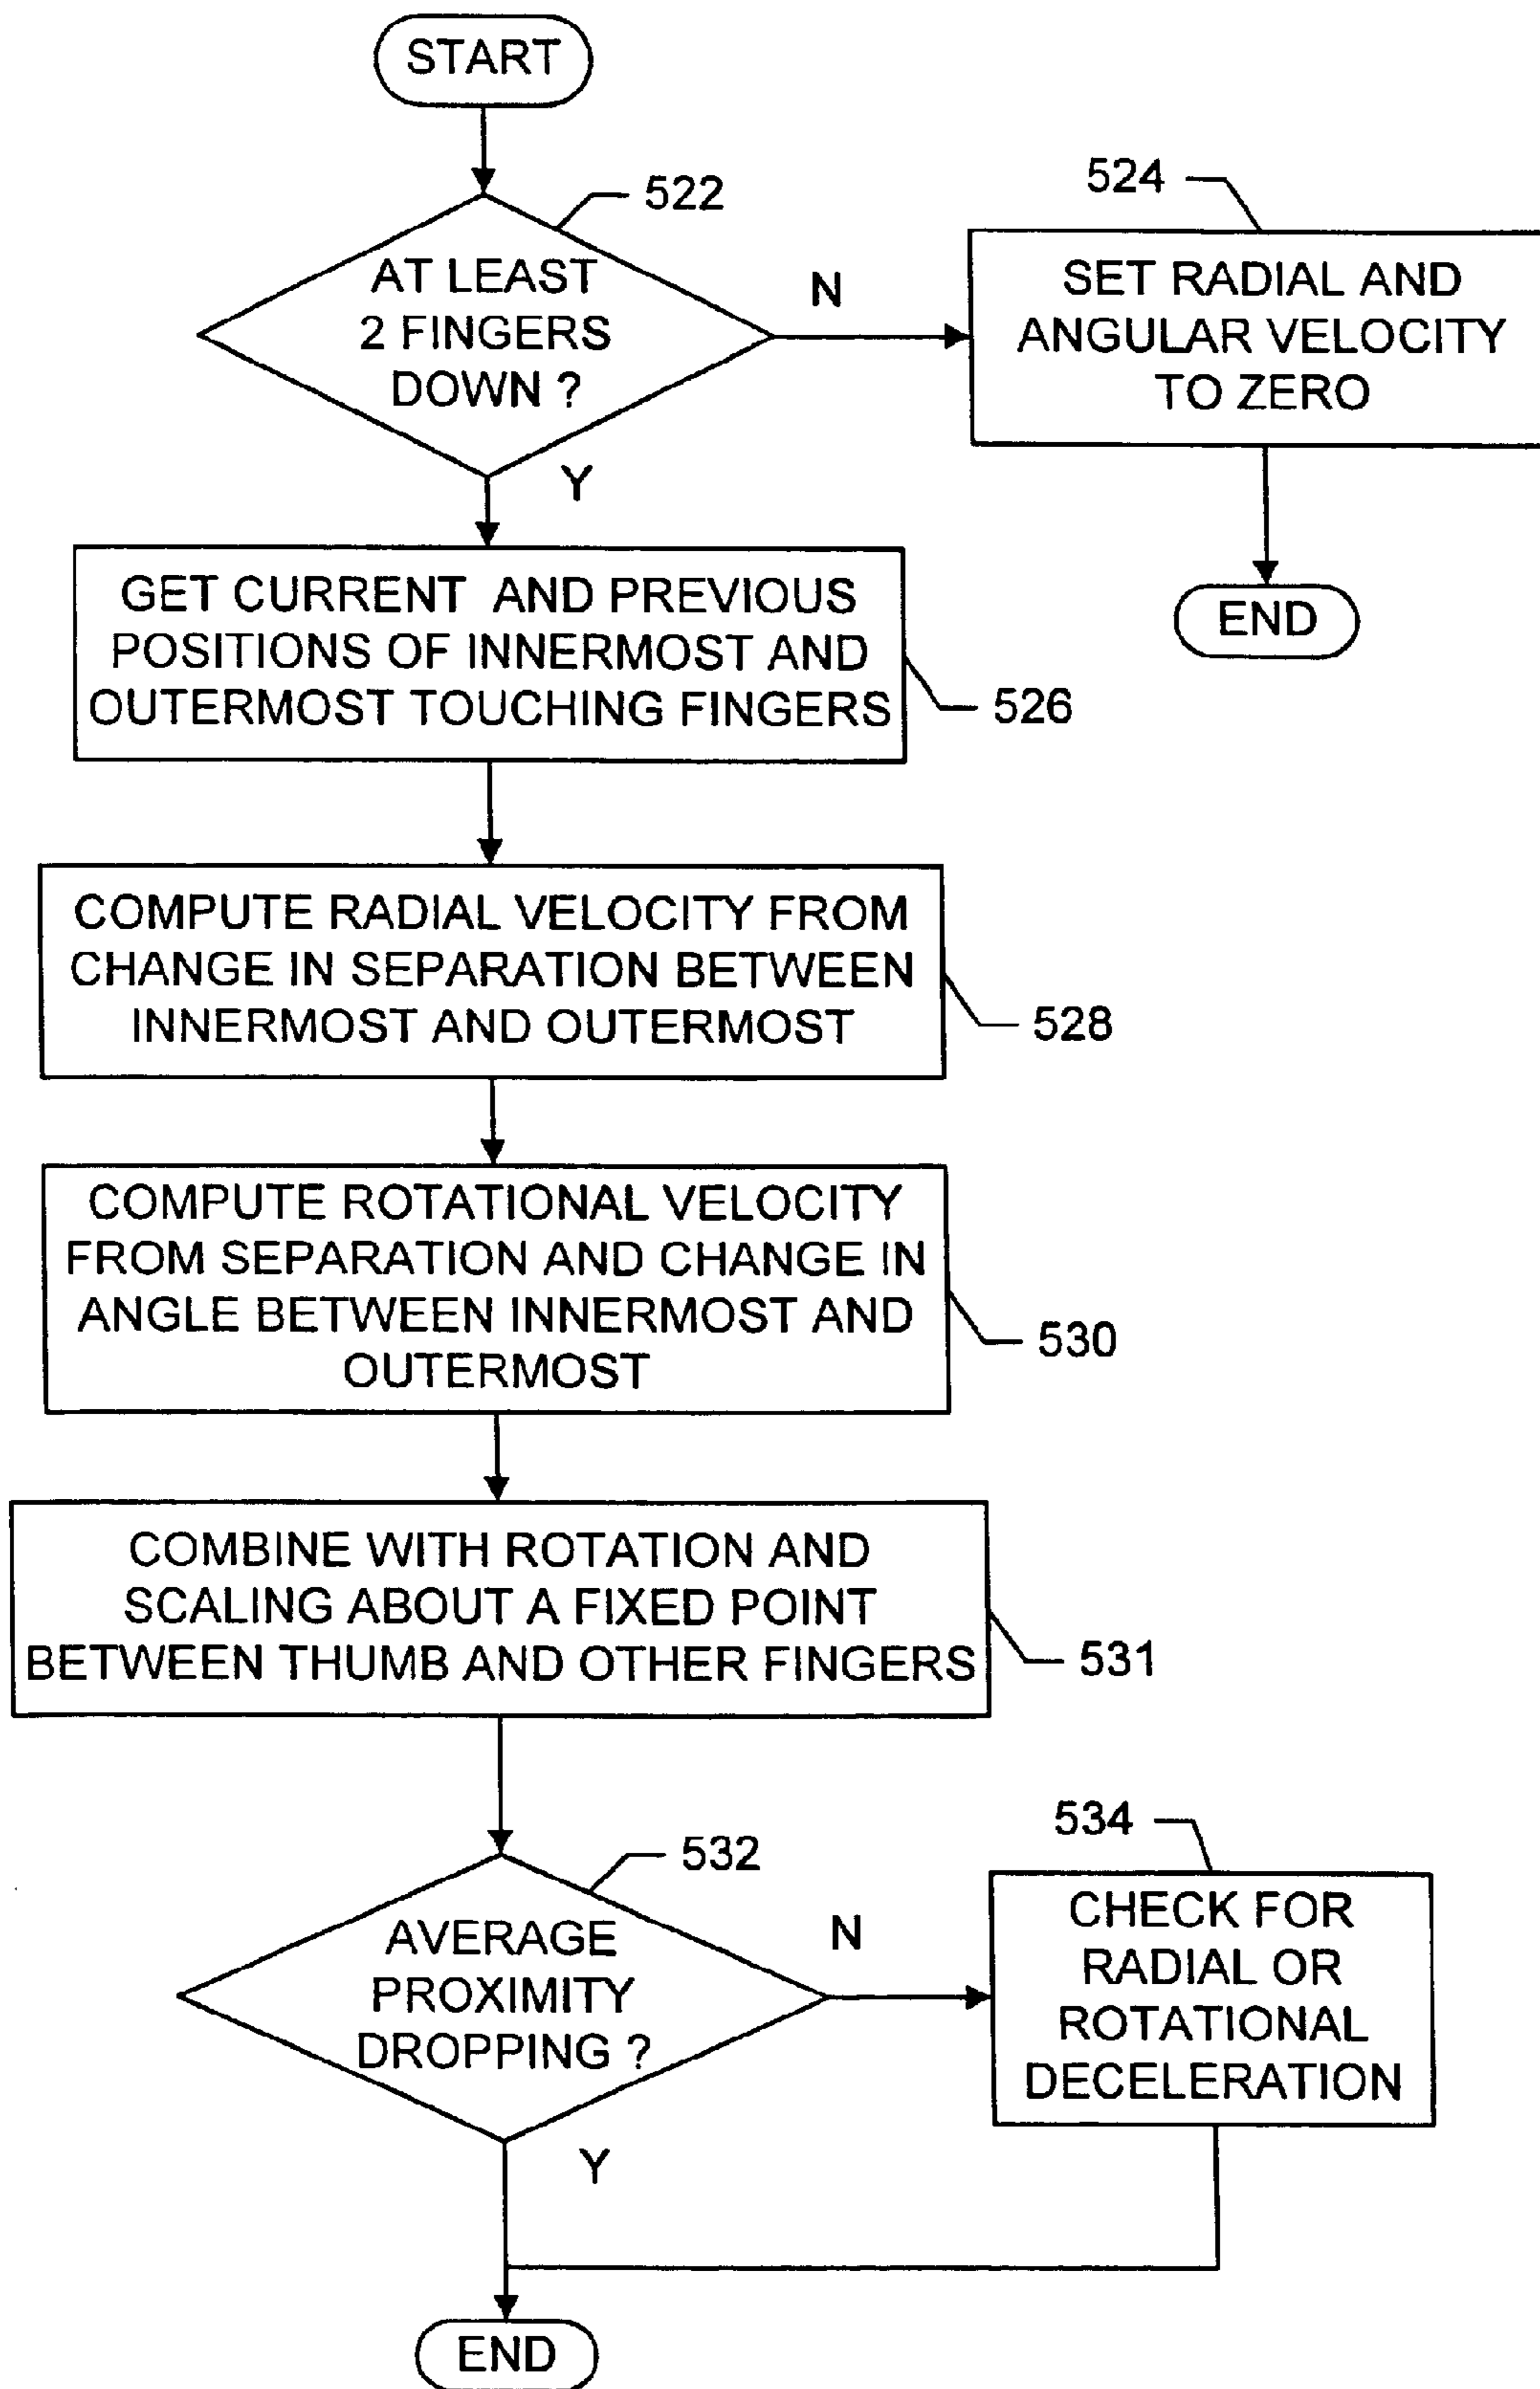 START
522
AT LEAST
2 FINGERS
DOWN ?
N
524
SET RADIAL AND
ANGULAR VELOCITY
TO ZERO
END
Y
GET CURRENT AND PREVIOUS
POSITIONS OF INNERMOST AND
OUTERMOST TOUCHING FINGERS
526
COMPUTE RADIAL VELOCITY FROM
CHANGE IN SEPARATION BETWEEN
INNERMOST AND OUTERMOST
528
COMPUTE ROTATIONAL VELOCITY
FROM SEPARATION AND CHANGE IN
ANGLE BETWEEN INNERMOST AND
OUTERMOST
530
COMBINE WITH ROTATION AND
SCALING ABOUT A FIXED POINT
BETWEEN THUMB AND OTHER FINGERS
531
532
AVERAGE
PROXIMITY
DROPPING ?
N
534
CHECK FOR
RADIAL OR
ROTATIONAL
DECELERATION
Y
END